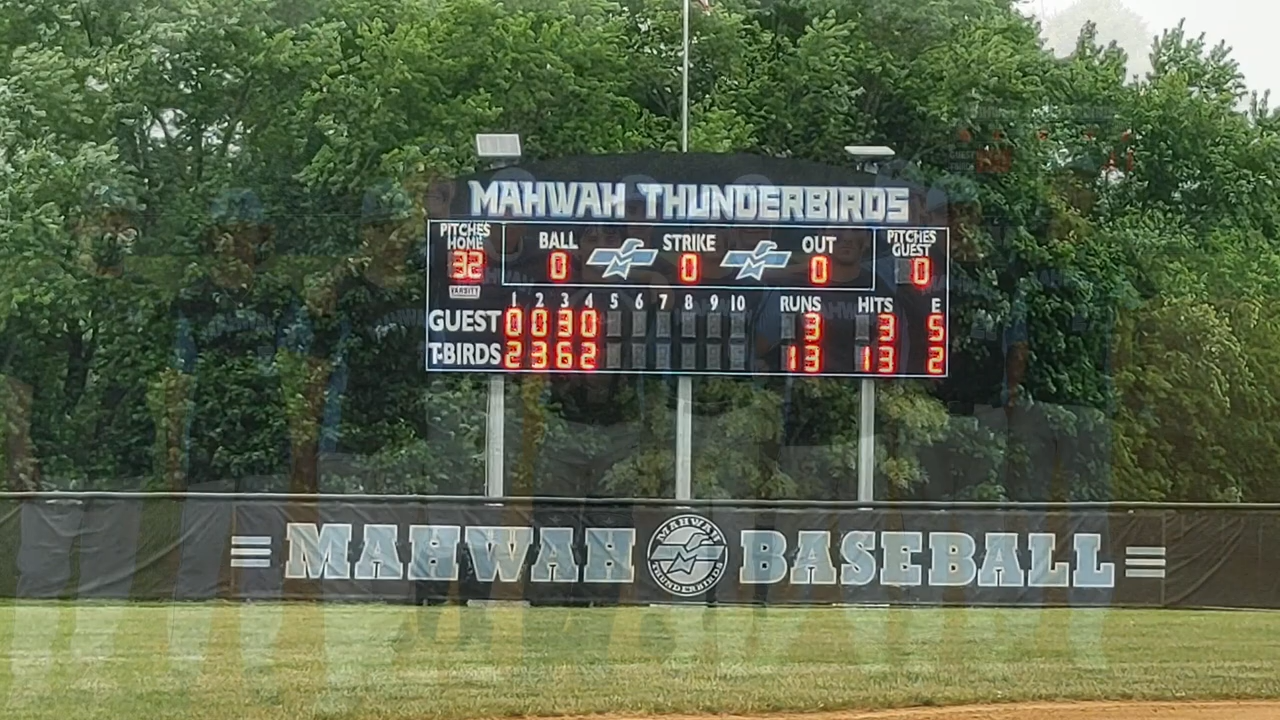 MAHWAH THUNDERBIRDS
PITCHES HOME BALL STRIKE OUT PITCHES GUEST
32 0 0 0 0
VARSITY
1 2 3 4 5 6 7 8 9 10 RUNS HITS E
GUEST 0 0 3 0 3 3 5
T-BIRDS 2 3 6 2 13 13 2
MAHWAH MAHWAH THUNDERBIRDS BASEBALL